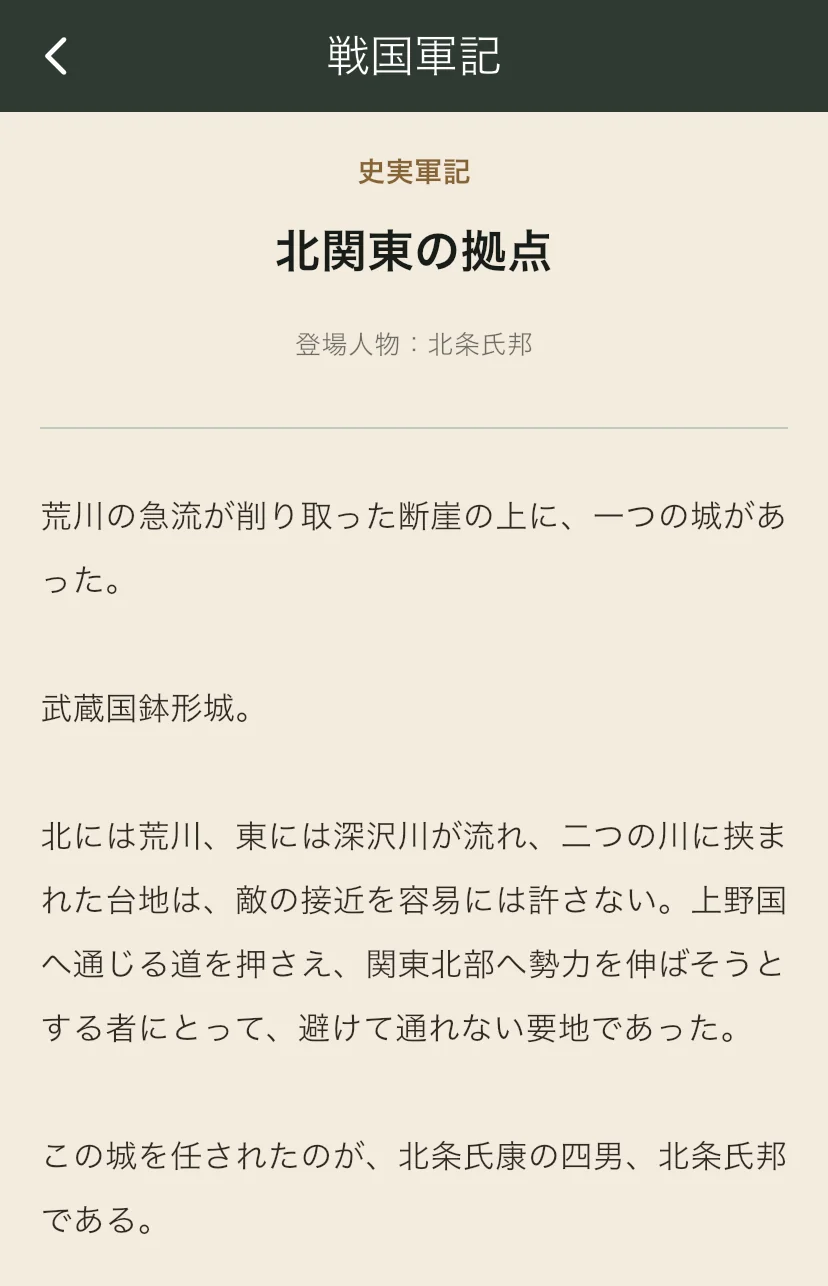 戦国軍記
史実軍記
北関東の拠点
登場人物：北条氏邦
荒川の急流が削り取った断崖の上に、一つの城があ
った。
武蔵国鉢形城。
北には荒川、東には深沢川が流れ、二つの川に挟ま
れた台地は、敵の接近を容易には許さない。上野国
へ通じる道を押さえ、関東北部へ勢力を伸ばそうと
する者にとって、避けて通れない要地であった。
この城を任されたのが、北条氏康の四男、北条氏邦
である。